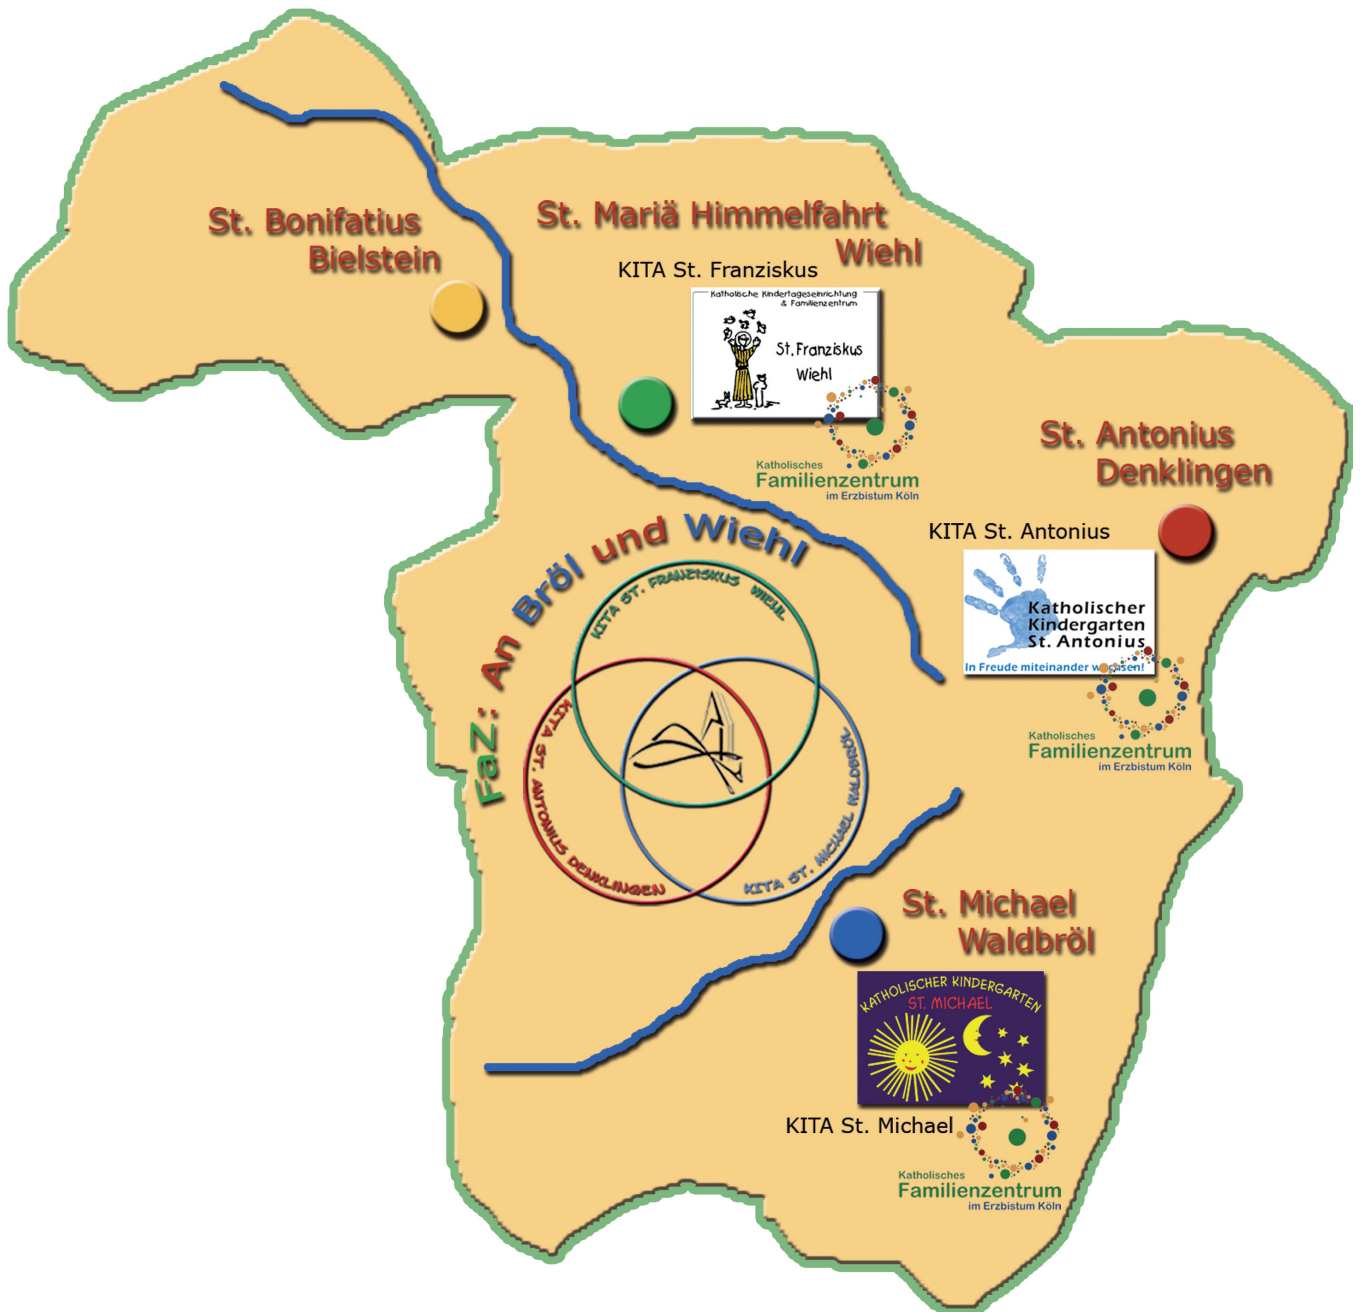 St. Bonifatius
Bielstein
St. Mariä Himmelfahrt
Wiehl
KITA St. Franziskus
Katholische Kindertageseinrichtung
& Familienzentrum
St. Franziskus
Wiehl
Katholisches
Familienzentrum
im Erzbistum Köln
St. Antonius
Denklingen
KITA St. Antonius
Katholischer
Kindergarten
St. Antonius
In Freude miteinander wachsen!
Katholisches
Familienzentrum
im Erzbistum Köln
FaZ: An Bröl und Wiehl
KITA ST. FRANZISKUS WIEHL
KITA ST. ANTONIUS DENKLINGEN
KITA ST. MICHAEL WALDBRÖL
St. Michael
Waldbröl
KATHOLISCHER KINDERGARTEN
ST. MICHAEL
KITA St. Michael
Katholisches
Familienzentrum
im Erzbistum Köln